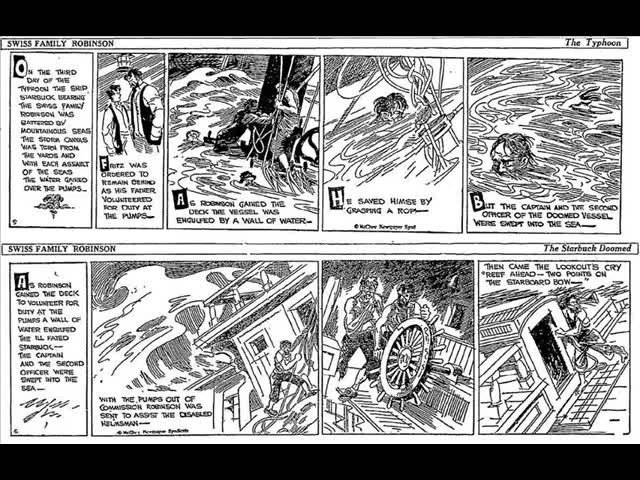 SWISS FAMILY ROBINSON
The Typhoon
ON THE THIRD
DAY OF THE
TYPHOON THE SHIP
STARBUCK BEARING
THE SWISS FAMILY
ROBINSON WAS
BATTERED BY
MOUNTAINOUS SEAS
THE STORM CANVAS
WAS TORN FROM
THE YARDS AND
WITH EACH ASSAULT
OF THE SEAS
THE WATER GAINED
OVER THE PUMPS—
5
FRITZ WAS
ORDERED TO
REMAIN BEHIND
AS HIS FATHER
VOLUNTEERED
FOR DUTY AT
THE PUMPS—
AS ROBINSON GAINED THE
DECK THE VESSEL WAS
ENGULFED BY A WALL OF WATER—
HE SAVED HIMSELF BY
GRASPING A ROPE—
© McClure Newspaper Synd
BUT THE CAPTAIN AND THE SECOND
OFFICER OF THE DOOMED VESSEL
WERE SWEPT INTO THE SEA—
SWISS FAMILY ROBINSON
The Starbuck Doomed
AS ROBINSON
GAINED THE DECK
TO VOLUNTEER FOR
DUTY AT THE
PUMPS A WALL OF
WATER ENGULFED
THE ILL FATED
STARBUCK—
THE CAPTAIN
AND THE SECOND
OFFICER WERE
SWEPT INTO THE
SEA—
6
WITH THE PUMPS OUT OF
COMMISSION ROBINSON WAS
SENT TO ASSIST THE DISABLED
HELMSMAN—
© McClure Newspaper Syndicate
THEN CAME THE LOOKOUT'S CRY
"REEF AHEAD— TWO POINTS ON
THE STARBOARD BOW—"